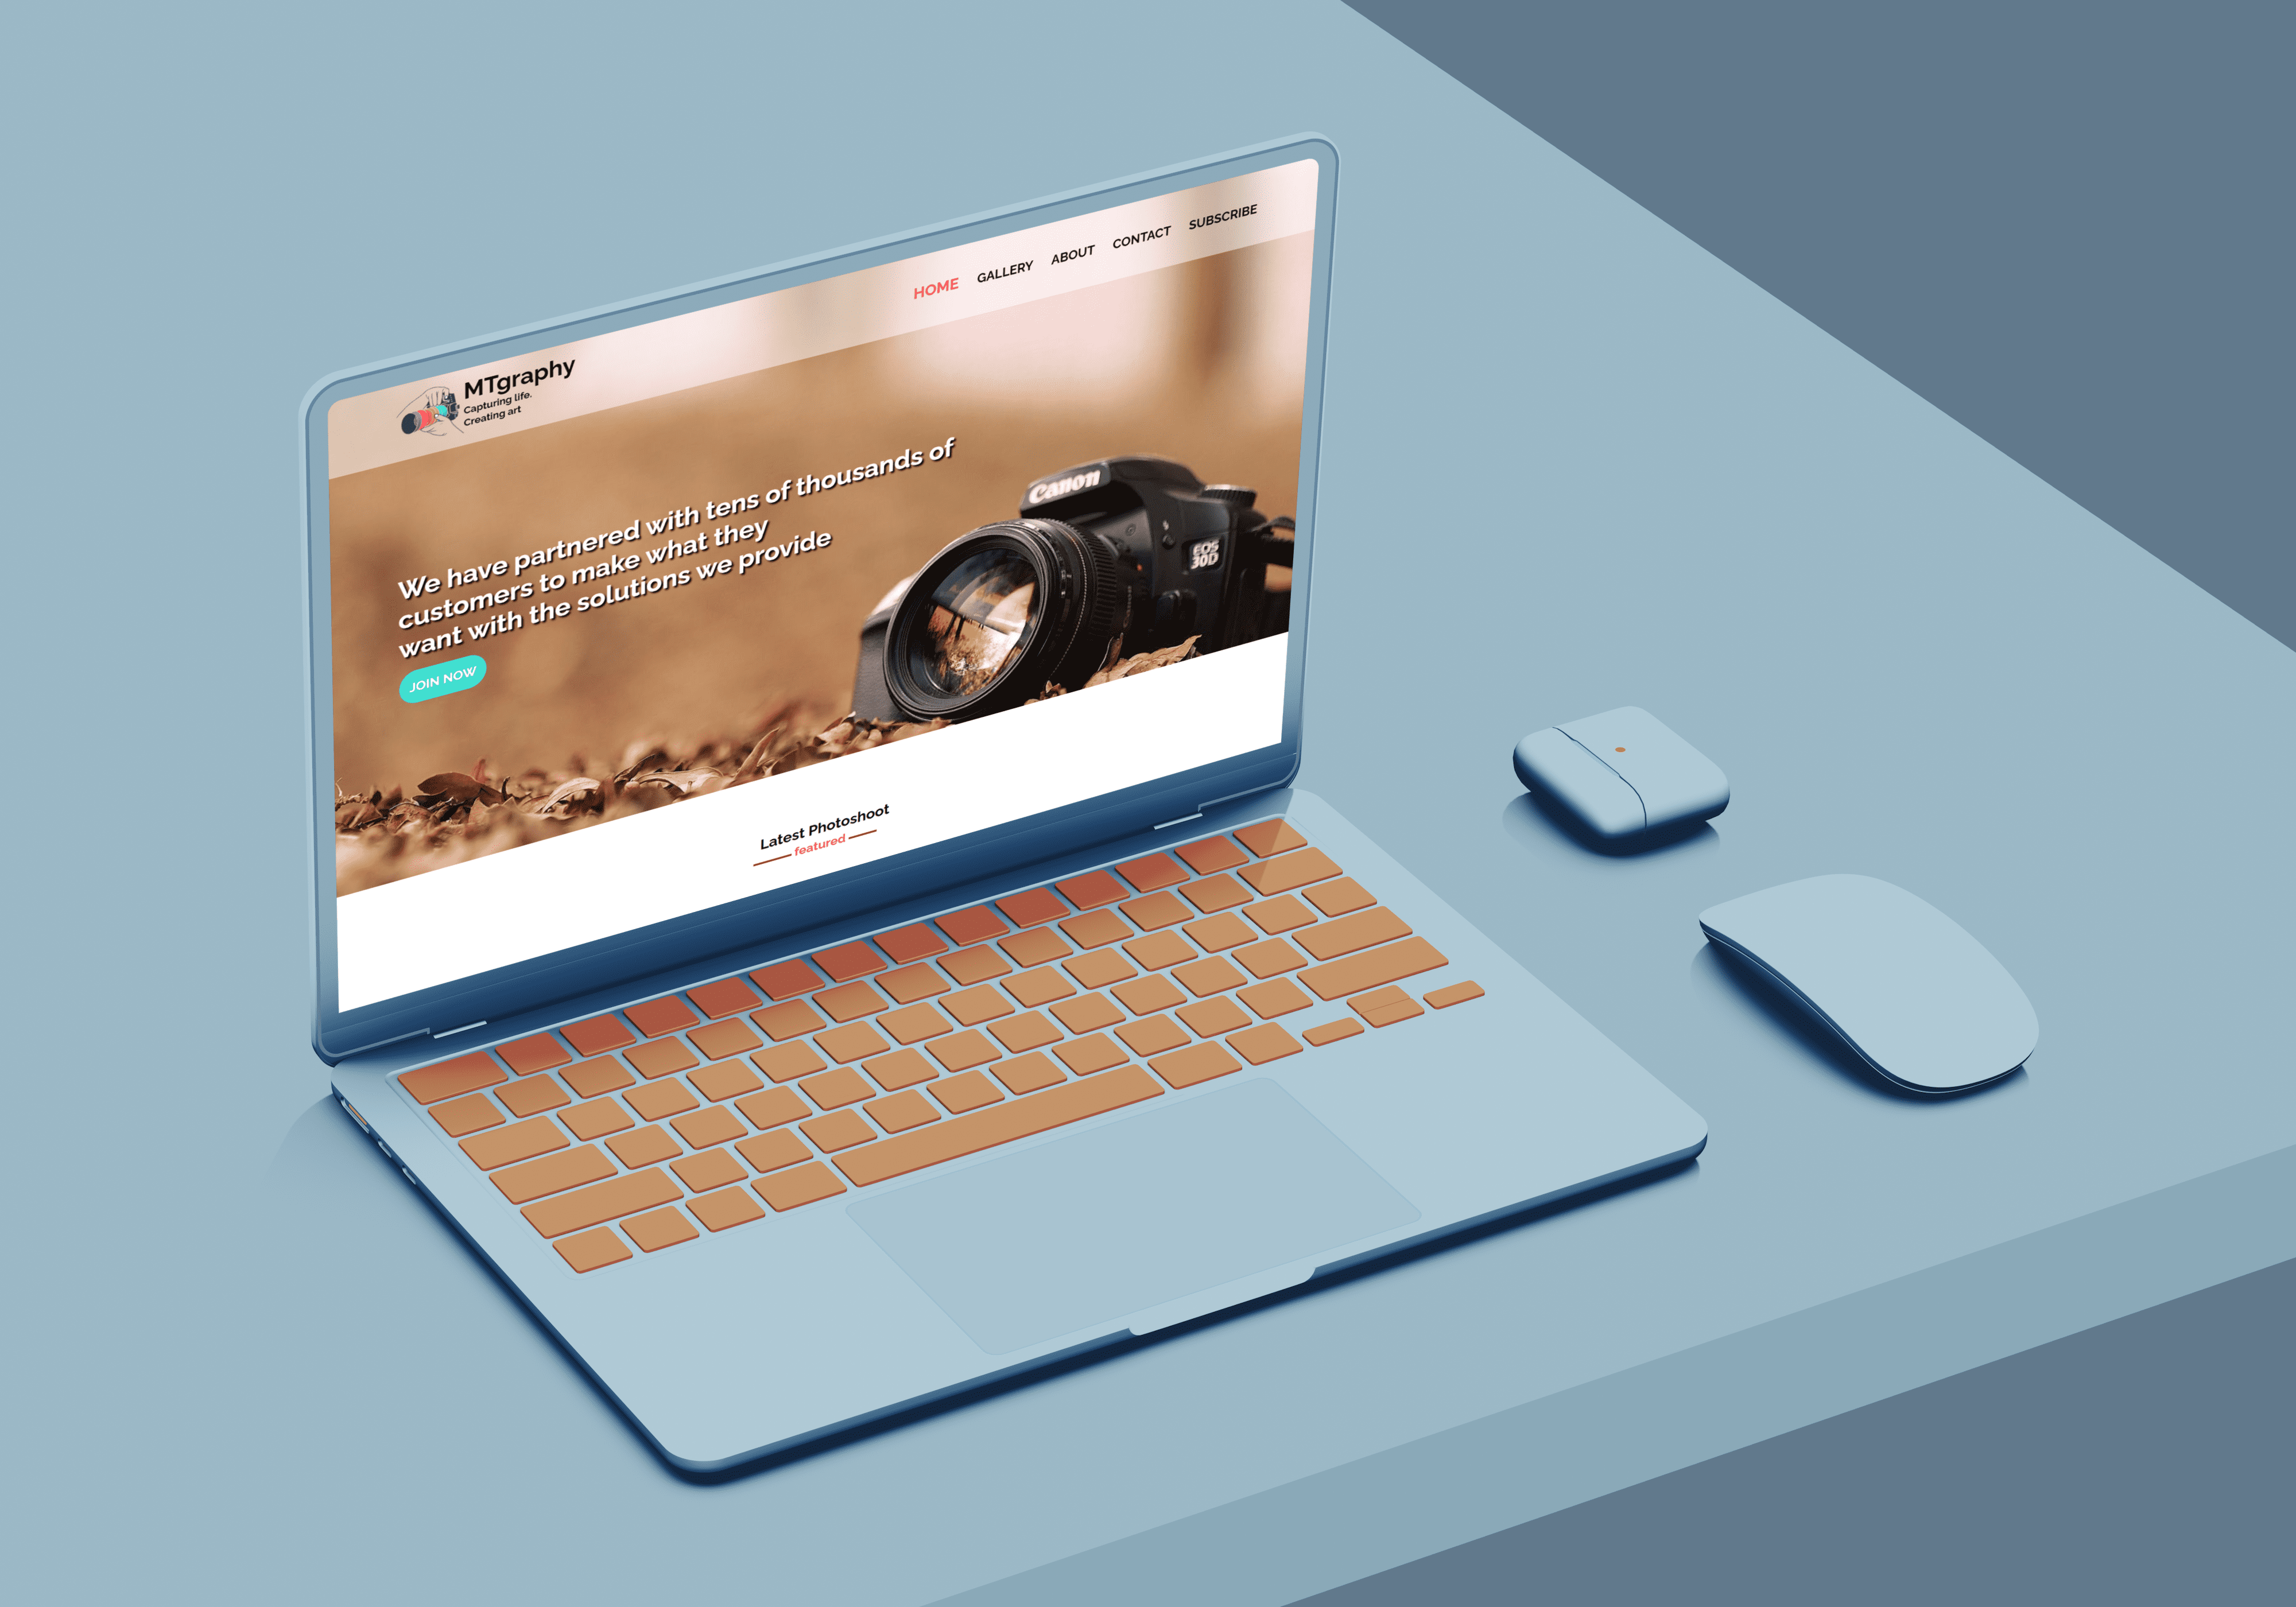 MTgraphy
Capturing life.
Creating art
HOME GALLERY ABOUT CONTACT SUBSCRIBE
We have partnered with tens of thousands of
customers to make what they
want with the solutions we provide
JOIN NOW
Canon
EOS
30D
Latest Photoshoot
featured